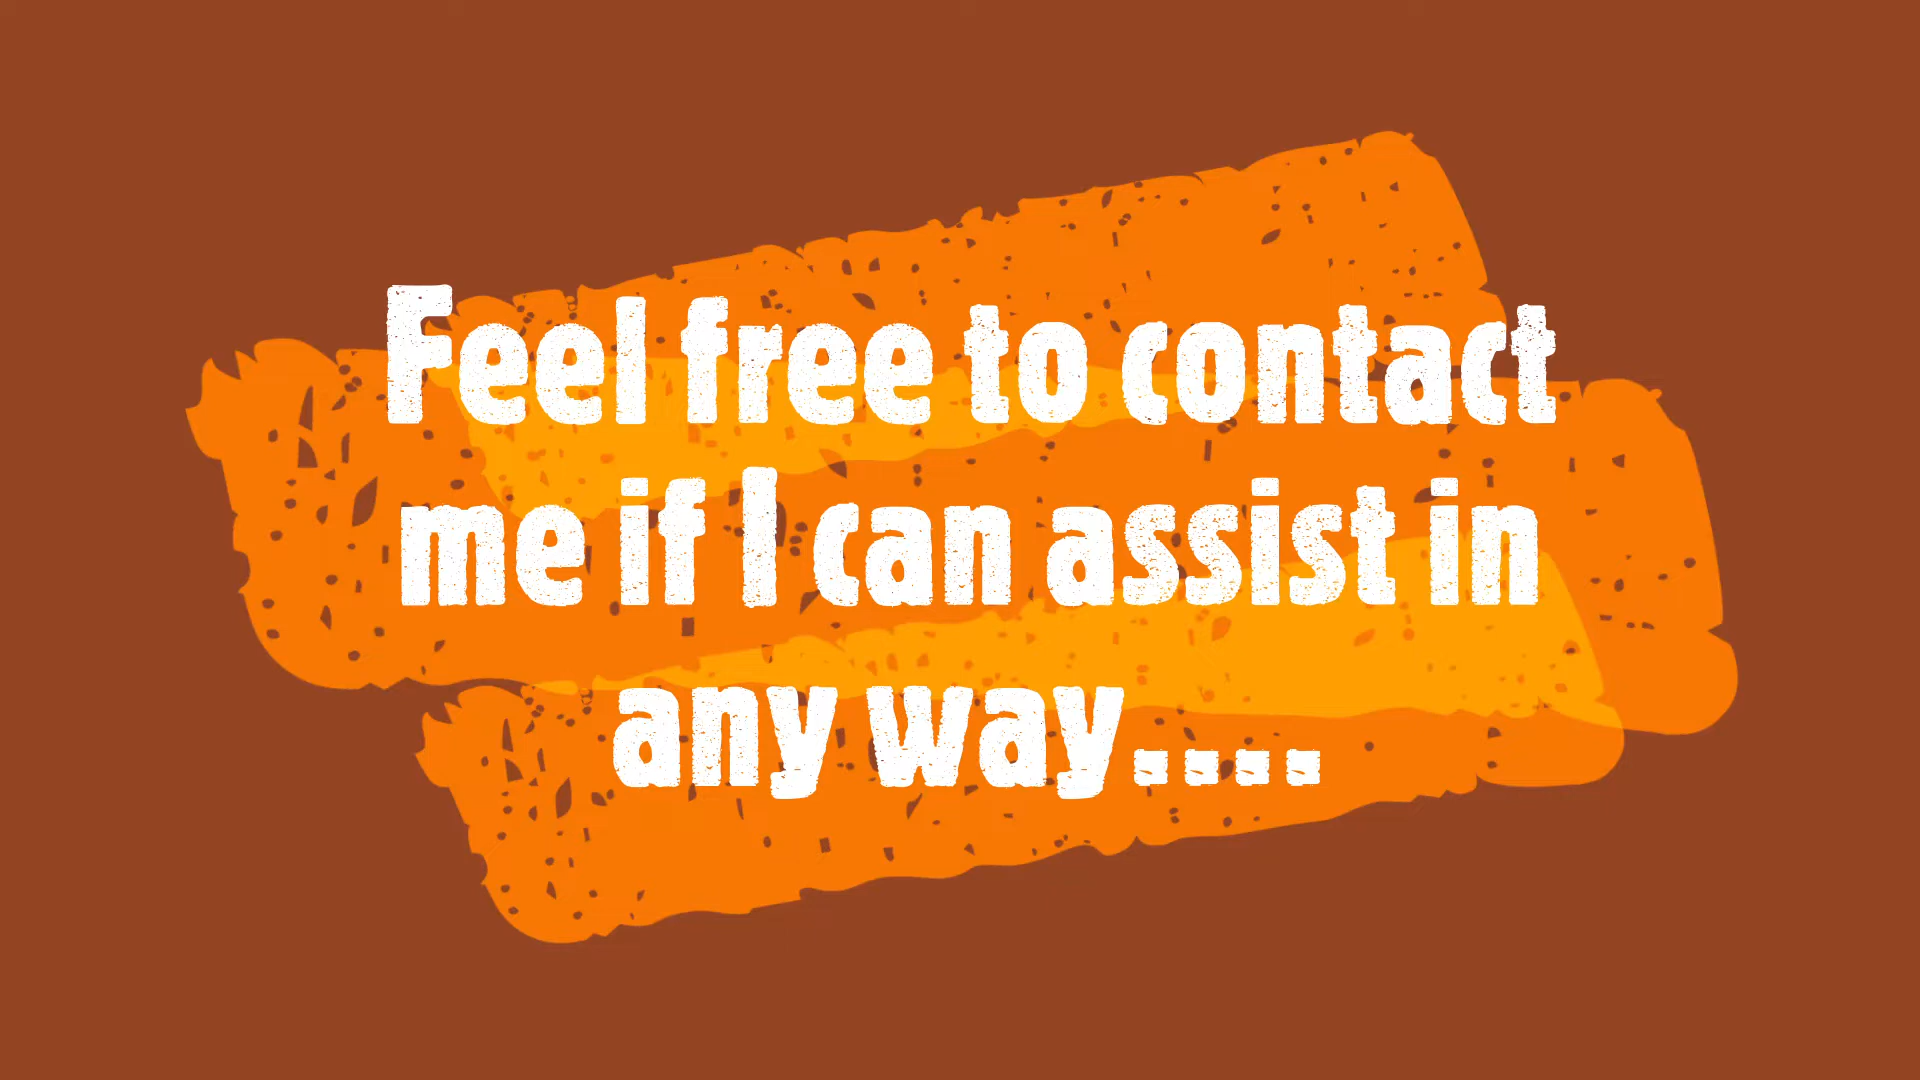 Feel free to contact
me if I can assist in
any way....